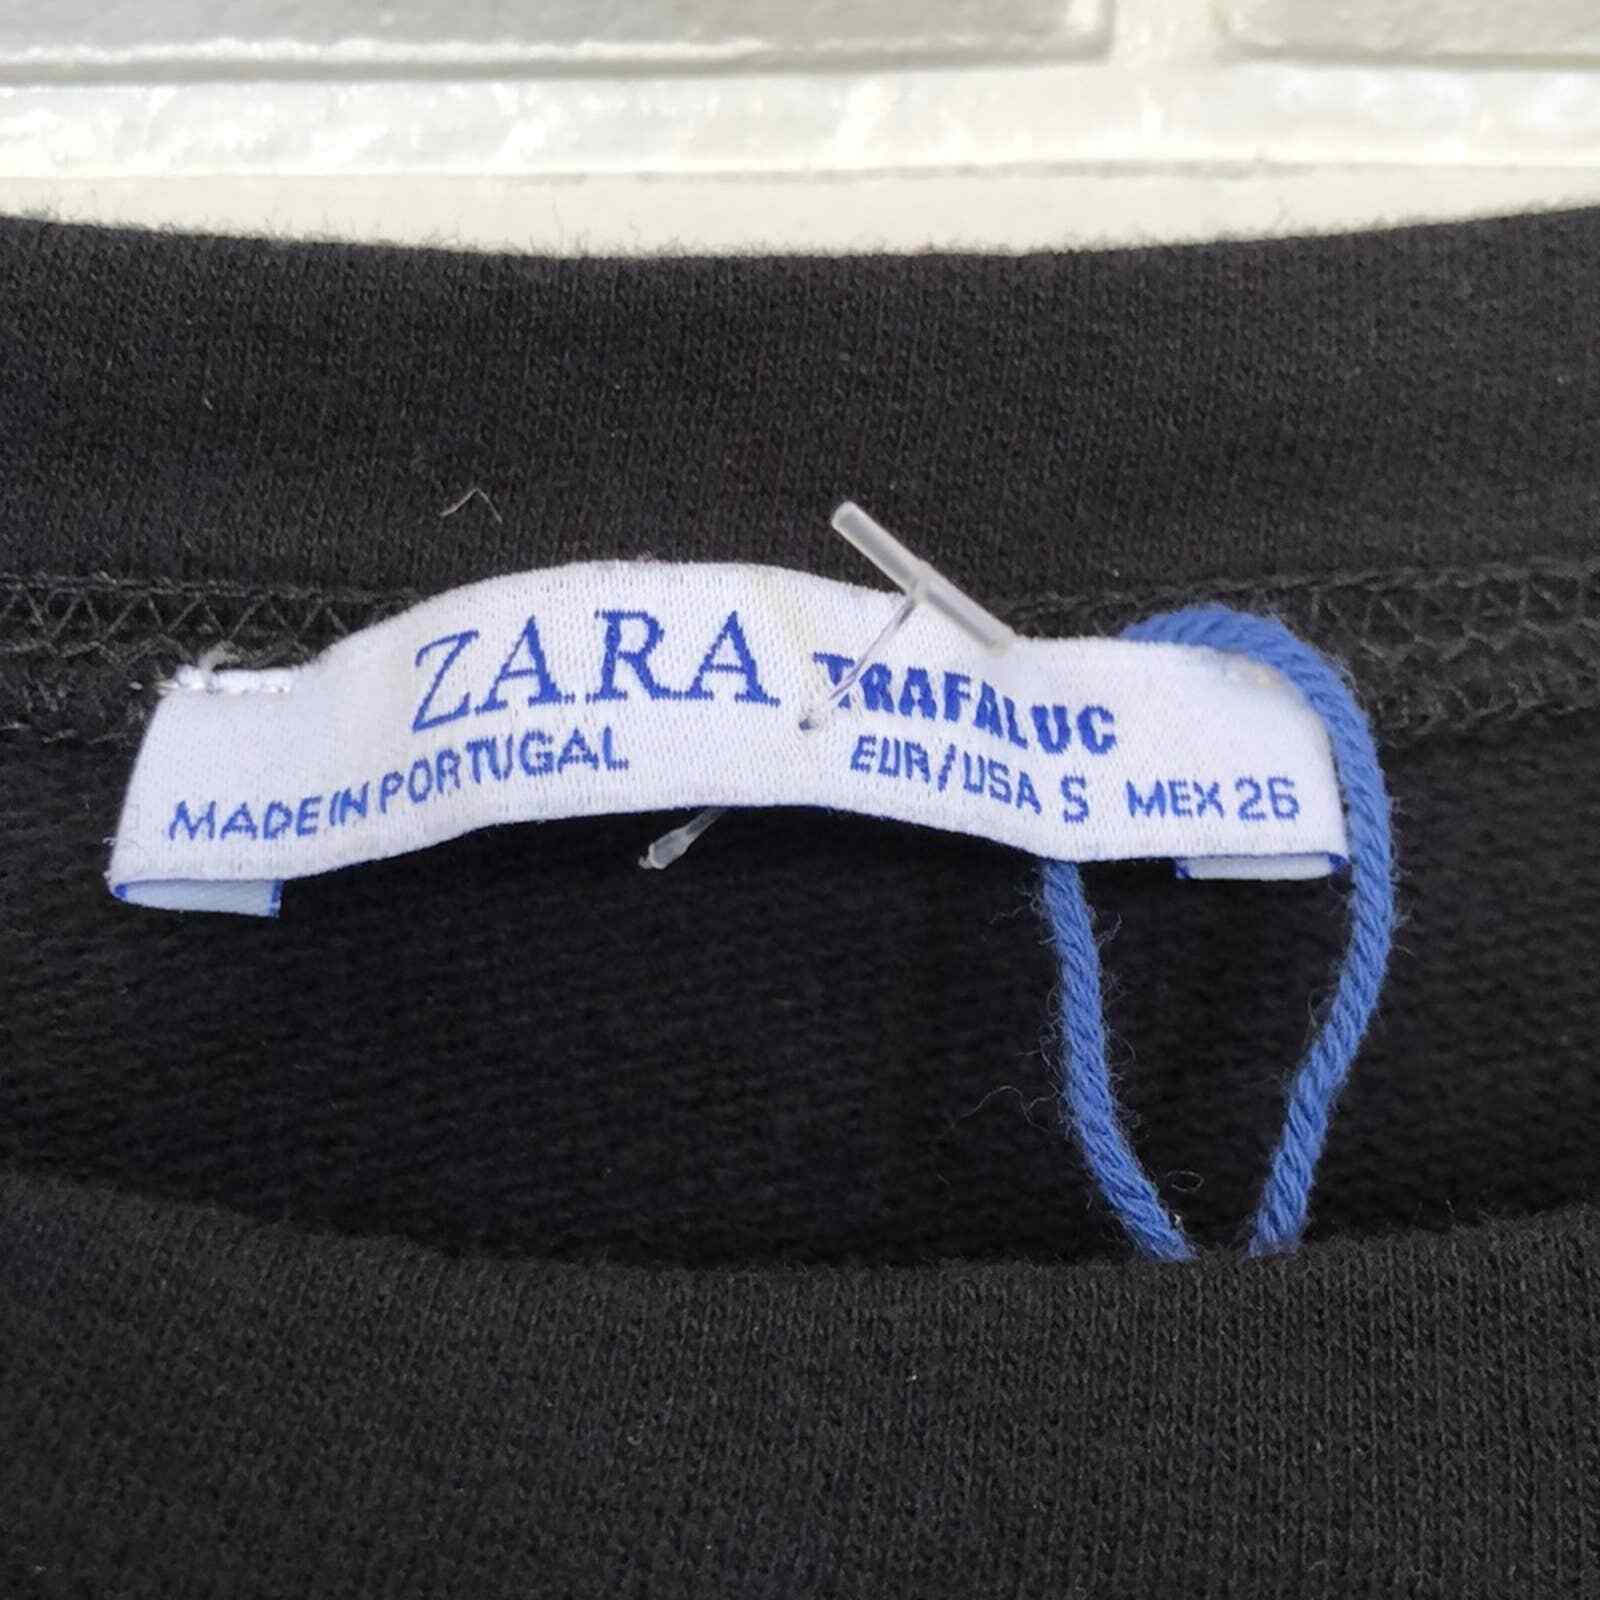 ZARA TRAFALUC
MADE IN PORTUGAL EUR/USA S MEX 26